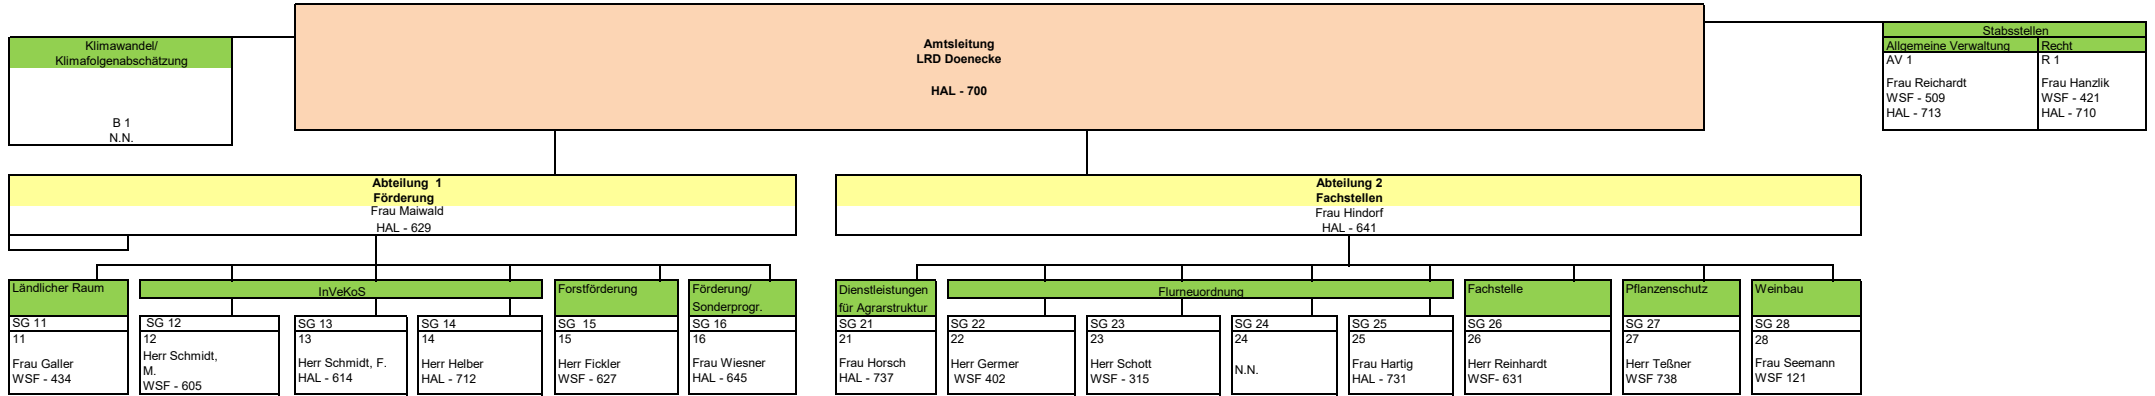 Amtsleitung
LRD Doenecke
HAL - 700
Klimawandel/
Klimafolgenabschätzung
B 1
N.N.
Stabsstellen
Allgemeine Verwaltung
AV 1
Frau Reichardt
WSF - 509
HAL - 713
Recht
R 1
Frau Hanzlik
WSF - 421
HAL - 710
Abteilung 1
Förderung
Frau Maiwald
HAL - 629
Abteilung 2
Fachstellen
Frau Hindorf
HAL - 641
Ländlicher Raum
SG 11
11
Frau Galler
WSF - 434
InVeKoS
SG 12
12
Herr Schmidt,
M.
WSF - 605
SG 13
13
Herr Schmidt, F.
HAL - 614
SG 14
14
Herr Helber
HAL - 712
Forstförderung
SG 15
15
Herr Fickler
WSF - 627
Förderung/
Sonderprogr.
SG 16
16
Frau Wiesner
HAL - 645
Dienstleistungen
für Agrarstruktur
SG 21
21
Frau Horsch
HAL - 737
Flurneuordnung
SG 22
22
Herr Germer
WSF 402
SG 23
23
Herr Schott
WSF - 315
SG 24
24
N.N.
SG 25
25
Frau Hartig
HAL - 731
Fachstelle
SG 26
26
Herr Reinhardt
WSF- 631
Pflanzenschutz
SG 27
27
Herr Teßner
WSF 738
Weinbau
SG 28
28
Frau Seemann
WSF 121